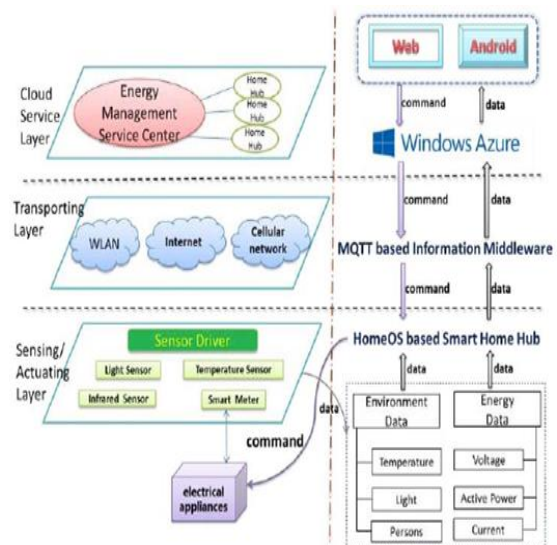 Cloud
Service
Layer
Energy
Management
Service Center
Home
Hub
Home
Hub
Home
Hub
Transporting
Layer
WLAN
Internet
Cellular
network
Sensing/
Actuating
Layer
Sensor Driver
Light Sensor
Temperature Sensor
Infrared Sensor
Smart Meter
command
electrical
appliances
Web
Android
command
data
Windows Azure
command
data
MQTT based Information Middleware
command
data
HomeOS based Smart Home Hub
data
data
data
Environment
Data
Energy
Data
Temperature
Voltage
Light
Active Power
Persons
Current